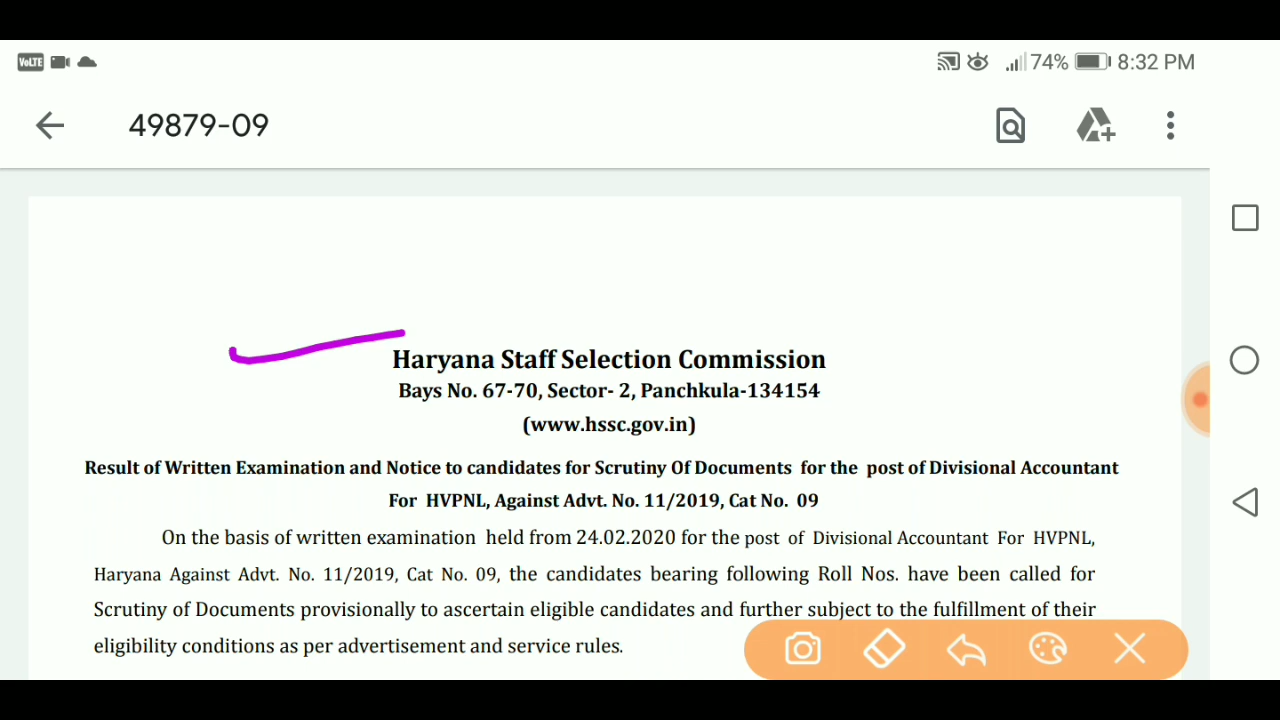 VoLTE 74% 8:32 PM
49879-09
Haryana Staff Selection Commission
Bays No. 67-70, Sector- 2, Panchkula-134154
(www.hssc.gov.in)
Result of Written Examination and Notice to candidates for Scrutiny Of Documents for the post of Divisional Accountant
For HVPNL, Against Advt. No. 11/2019, Cat No. 09
On the basis of written examination held from 24.02.2020 for the post of Divisional Accountant For HVPNL,
Haryana Against Advt. No. 11/2019, Cat No. 09, the candidates bearing following Roll Nos. have been called for
Scrutiny of Documents provisionally to ascertain eligible candidates and further subject to the fulfillment of their
eligibility conditions as per advertisement and service rules.